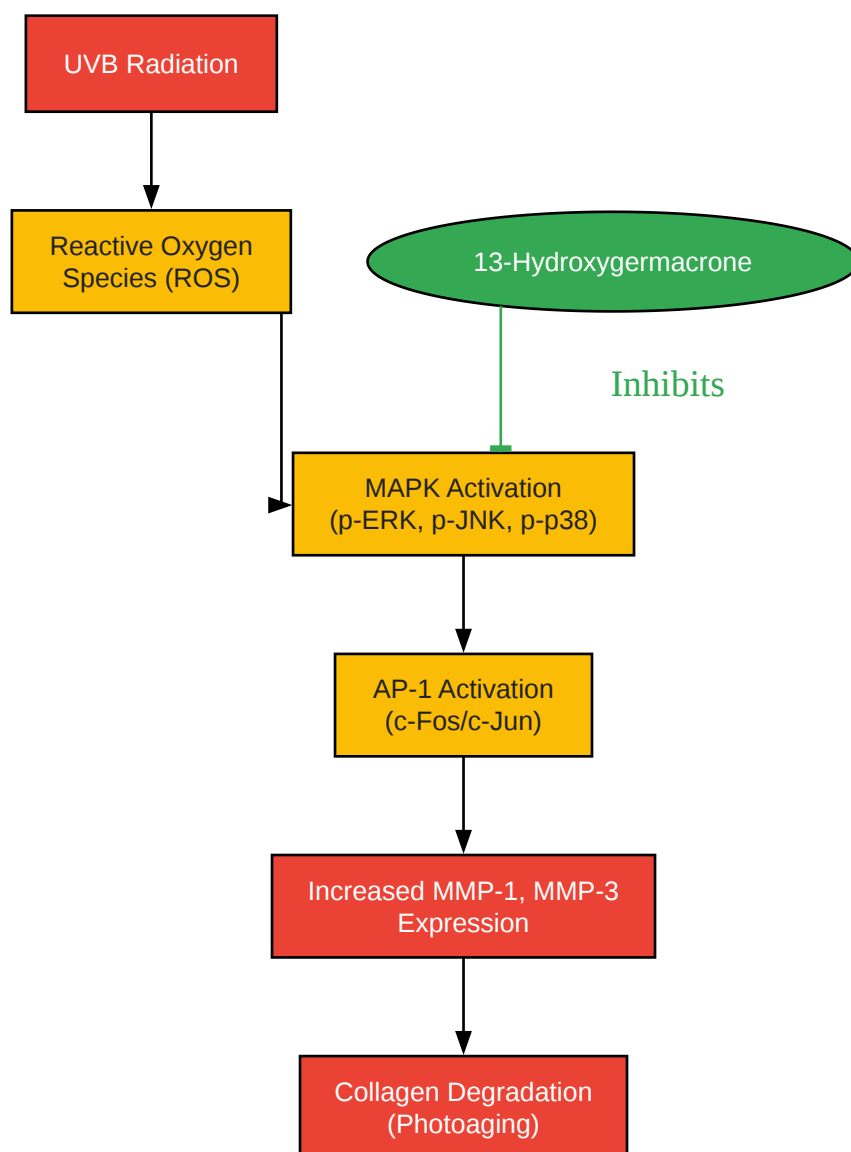 UVB Radiation
Reactive Oxygen
Species (ROS)
13-Hydroxygermacrone
Inhibits
MAPK Activation
(p-ERK, p-JNK, p-p38)
AP-1 Activation
(c-Fos/c-Jun)
Increased MMP-1, MMP-3
Expression
Collagen Degradation
(Photoaging)